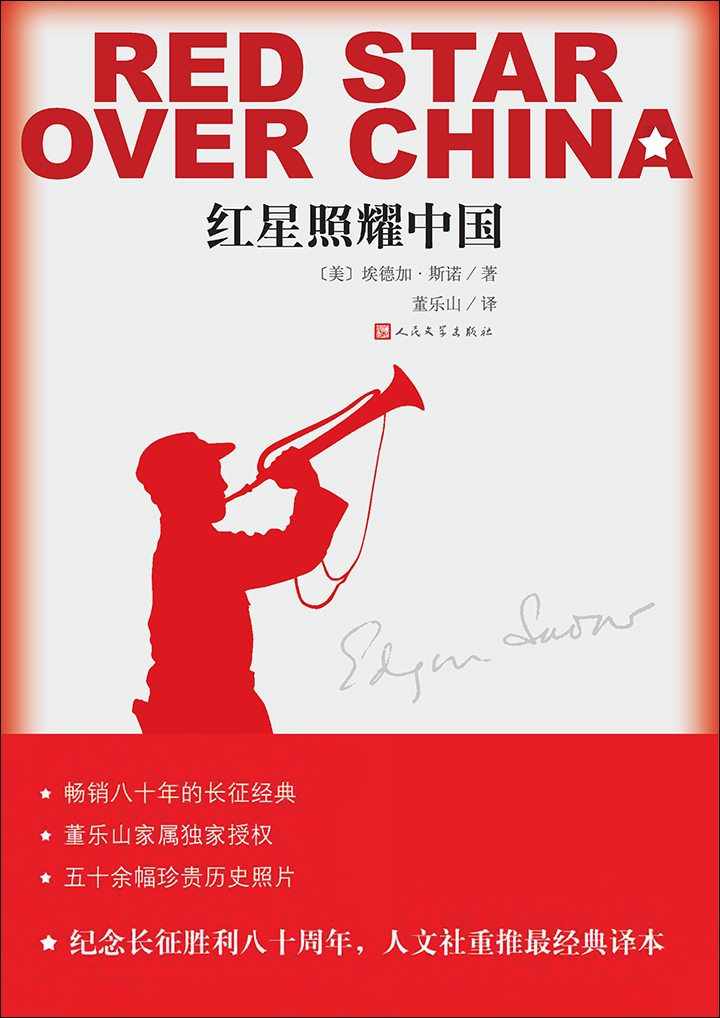 RED STAR
OVER CHINA
红星照耀中国
〔美〕埃德加·斯诺／著
董乐山／译
人民文学出版社
Edgar Snow
畅销八十年的长征经典
董乐山家属独家授权
五十余幅珍贵历史照片
纪念长征胜利八十周年，人文社重推最经典译本